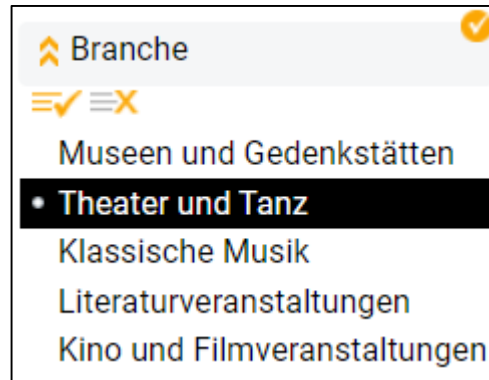 Branche
Museen und Gedenkstätten
Theater und Tanz
Klassische Musik
Literaturveranstaltungen
Kino und Filmveranstaltungen